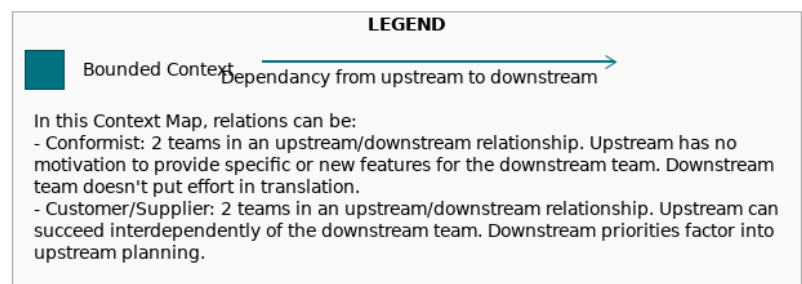 LEGEND
Bounded Context
Dependancy from upstream to downstream
In this Context Map, relations can be:
- Conformist: 2 teams in an upstream/downstream relationship. Upstream has no
motivation to provide specific or new features for the downstream team. Downstream
team doesn't put effort in translation.
- Customer/Supplier: 2 teams in an upstream/downstream relationship. Upstream can
succeed interdependently of the downstream team. Downstream priorities factor into
upstream planning.